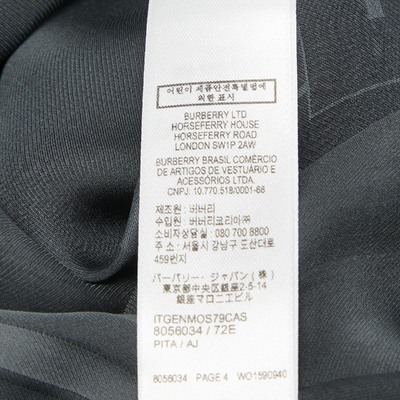 어린이제품안전특별법에
의한 표시
BURBERRY LTD
HORSEFERRY HOUSE
HORSEFERRY ROAD
LONDON SW1P 2AW
BURBERRY BRASIL COMÉRCIO
DE ARTIGOS DE VESTUÁRIO E
ACESSÓRIOS LTDA
CNPJ: 10.770.518/0001-66
제조원 : 버버리
수입원 : 버버리코리아㈜
소비자상담실 : 080 700 8800
주소 : 서울시 강남구 도산대로
459번지
バーバリー・ジャパン(株)
東京都中央区銀座2-5-14
銀座マロニエビル
ITGENMOS79CAS
8056034 / 72E
PITA / AJ
8056034 PAGE 4 WO1590940